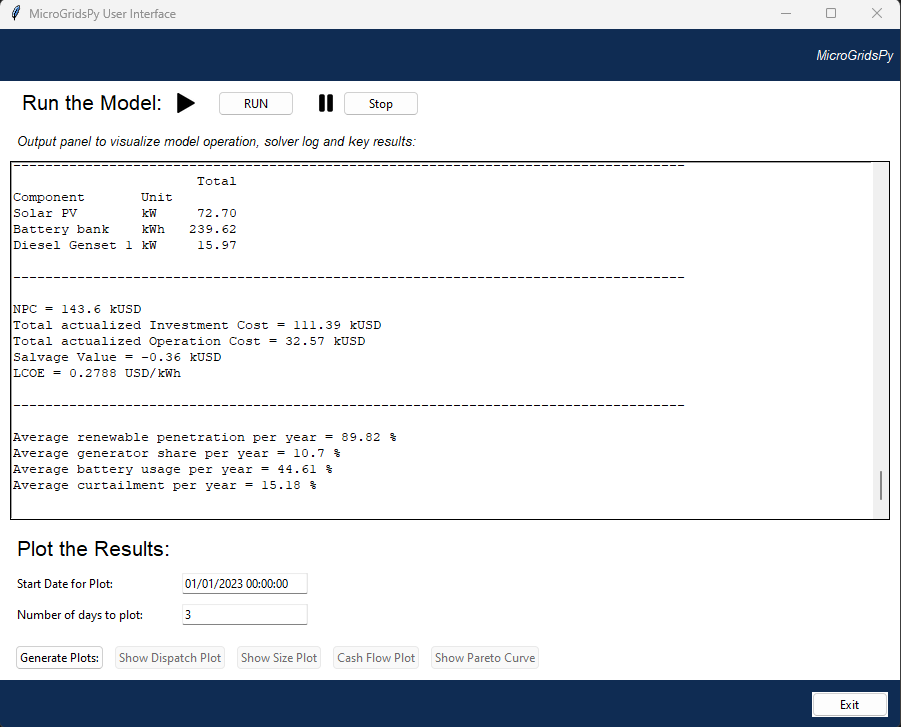 MicroGridsPy User Interface
MicroGridsPy
Run the Model: RUN Stop
Output panel to visualize model operation, solver log and key results:
------------------------------------------------------------------------------------
Total
Component Unit
Solar PV kW 72.70
Battery bank kWh 239.62
Diesel Genset 1 kW 15.97
------------------------------------------------------------------------------------
NPC = 143.6 kUSD
Total actualized Investment Cost = 111.39 kUSD
Total actualized Operation Cost = 32.57 kUSD
Salvage Value = -0.36 kUSD
LCOE = 0.2788 USD/kWh
------------------------------------------------------------------------------------
Average renewable penetration per year = 89.82 %
Average generator share per year = 10.7 %
Average battery usage per year = 44.61 %
Average curtailment per year = 15.18 %
Plot the Results:
Start Date for Plot: 01/01/2023 00:00:00
Number of days to plot: 3
Generate Plots: Show Dispatch Plot Show Size Plot Cash Flow Plot Show Pareto Curve
Exit